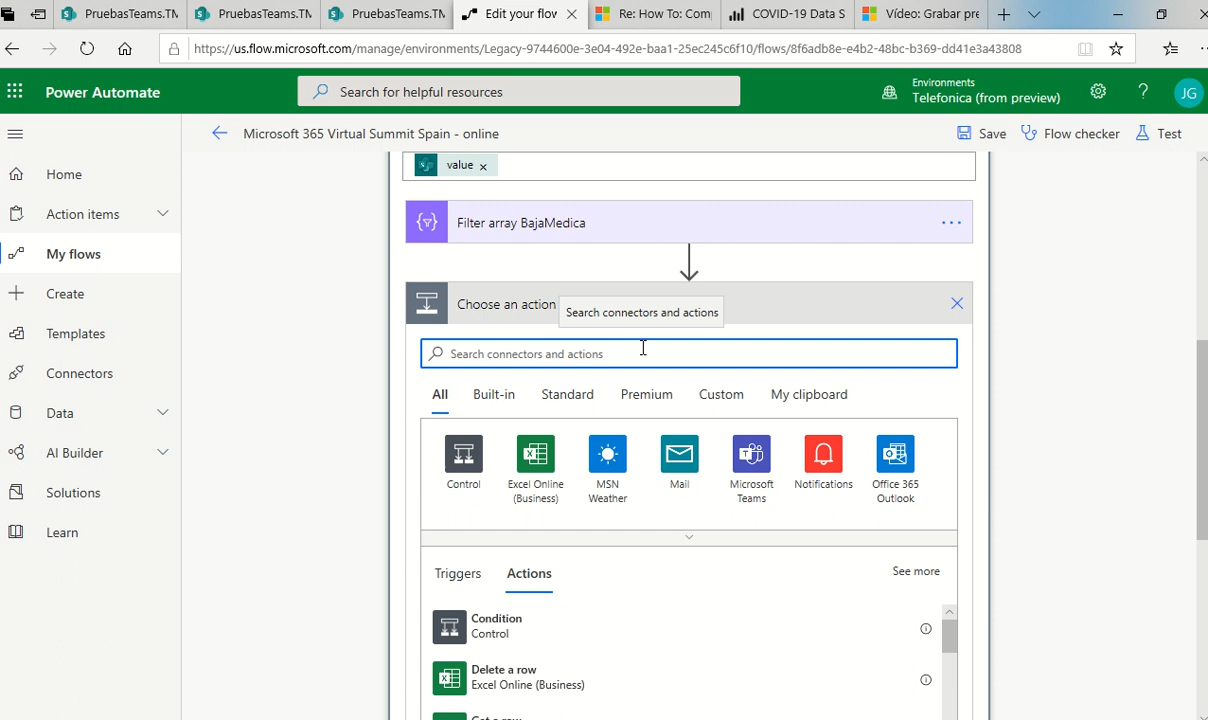 PruebasTeams.TM
PruebasTeams.TM
PruebasTeams.TM
Edit your flow
Re: How To: Com
COVID-19 Data S
Vídeo: Grabar pre
https://us.flow.microsoft.com/manage/environments/Legacy-9744600e-3e04-492e-baa1-25ec245c6f10/flows/8f6adb8e-e4b2-48bc-b369-dd41e3a43808
Power Automate
Search for helpful resources
Environments
Telefonica (from preview)
JG
Microsoft 365 Virtual Summit Spain - online
Save
Flow checker
Test
Home
Action items
My flows
Create
Templates
Connectors
Data
AI Builder
Solutions
Learn
value
Filter array BajaMedica
Choose an action
Search connectors and actions
Search connectors and actions
All
Built-in
Standard
Premium
Custom
My clipboard
Control
Excel Online
(Business)
MSN
Weather
Mail
Microsoft
Teams
Notifications
Office 365
Outlook
Triggers
Actions
See more
Condition
Control
Delete a row
Excel Online (Business)